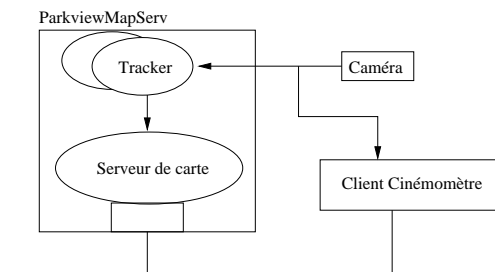 ParkviewMapServ
Tracker
Caméra
Serveur de carte
Client Cinémomètre